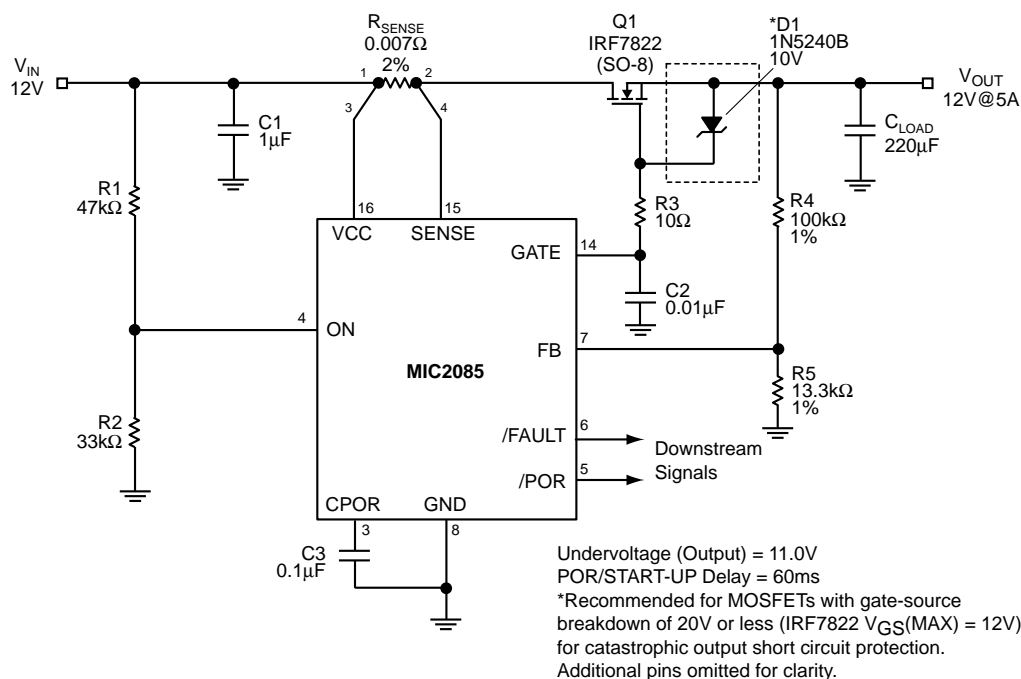 RSENSE
0.007Ω
2%
Q1
IRF7822
(SO-8)
*D1
1N5240B
10V
VIN
12V
1
2
3
4
VOUT
12V@5A
C1
1µF
CLOAD
220µF
R1
47kΩ
16
15
VCC
SENSE
R3
10Ω
R4
100kΩ
1%
GATE
14
C2
0.01µF
4
ON
FB
7
MIC2085
R5
13.3kΩ
1%
R2
33kΩ
/FAULT
6
/POR
5
Downstream
Signals
CPOR
GND
3
8
C3
0.1µF
Undervoltage (Output) = 11.0V
POR/START-UP Delay = 60ms
*Recommended for MOSFETs with gate-source
breakdown of 20V or less (IRF7822 VGS(MAX) = 12V)
for catastrophic output short circuit protection.
Additional pins omitted for clarity.